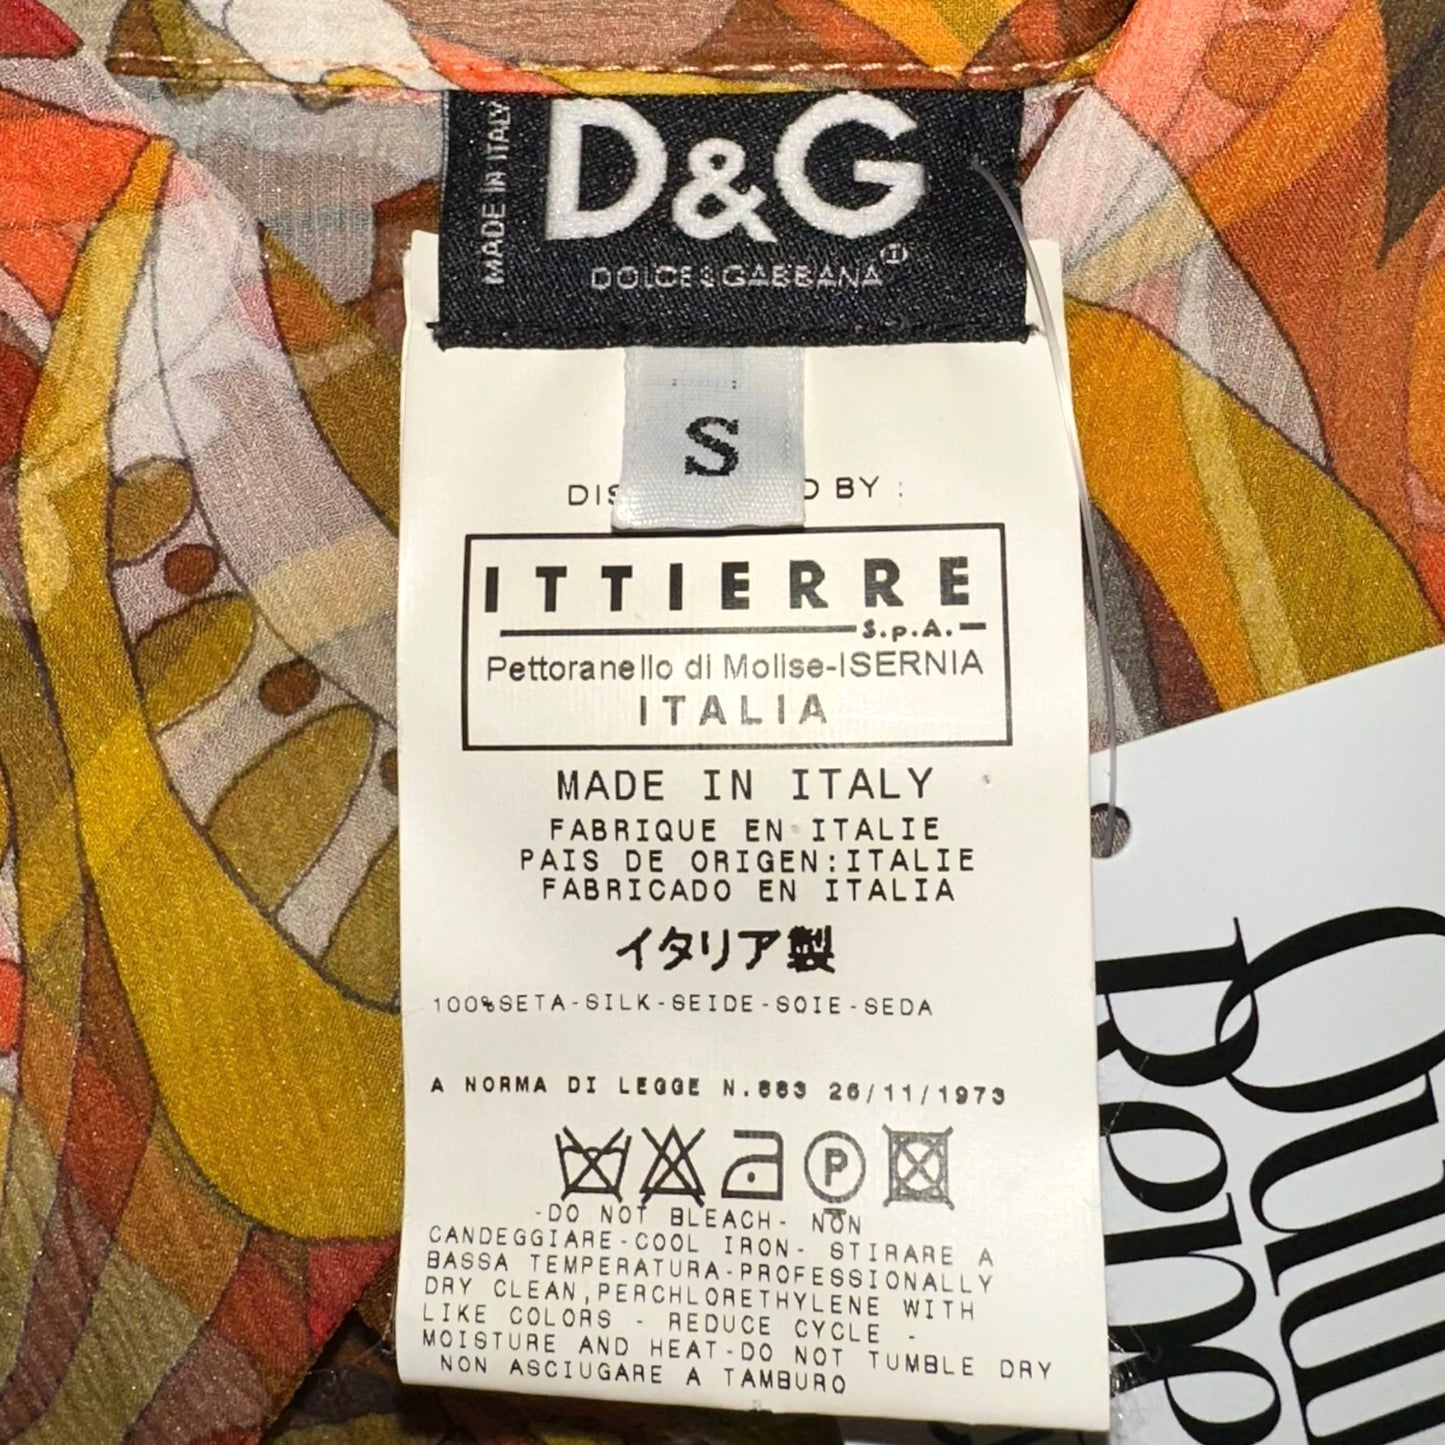 MADE IN ITALY
D&G
DOLCE & GABBANA
S
BY :
ITTIERRE
S.p.A.
Pettoranello di Molise-ISERNIA
ITALIA
MADE IN ITALY
FABRIQUE EN ITALIE
PAIS DE ORIGEN:ITALIE
FABRICADO EN ITALIA
イタリア製
100%SETA-SILK-SEIDE-SOIE-SEDA
A NORMA DI LEGGE N.883 26/11/1973
P
-DO NOT BLEACH- NON
CANDEGGIARE-COOL IRON- STIRARE A
BASSA TEMPERATURA-PROFESSIONALLY
DRY CLEAN,PERCHLORETHYLENE WITH
LIKE COLORS - REDUCE CYCLE -
MOISTURE AND HEAT-DO NOT TUMBLE DRY
NON ASCIUGARE A TAMBURO